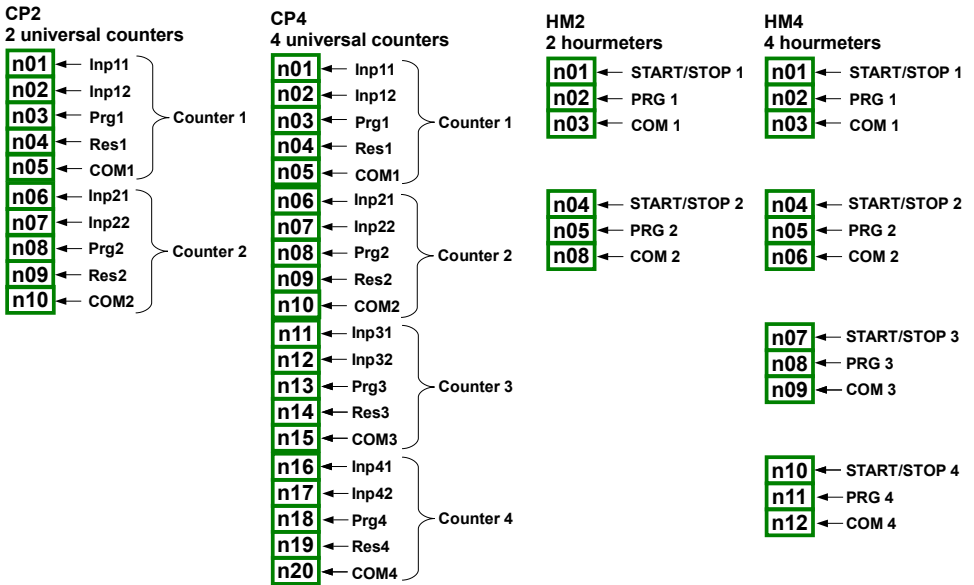 CP2
2 universal counters
n01 Inp11
n02 Inp12
n03 Prg1
n04 Res1
n05 COM1
Counter 1
n06 Inp21
n07 Inp22
n08 Prg2
n09 Res2
n10 COM2
Counter 2
CP4
4 universal counters
n01 Inp11
n02 Inp12
n03 Prg1
n04 Res1
n05 COM1
Counter 1
n06 Inp21
n07 Inp22
n08 Prg2
n09 Res2
n10 COM2
Counter 2
n11 Inp31
n12 Inp32
n13 Prg3
n14 Res3
n15 COM3
Counter 3
n16 Inp41
n17 Inp42
n18 Prg4
n19 Res4
n20 COM4
Counter 4
HM2
2 hourmeters
n01 START/STOP 1
n02 PRG 1
n03 COM 1
n04 START/STOP 2
n05 PRG 2
n08 COM 2
HM4
4 hourmeters
n01 START/STOP 1
n02 PRG 1
n03 COM 1
n04 START/STOP 2
n05 PRG 2
n06 COM 2
n07 START/STOP 3
n08 PRG 3
n09 COM 3
n10 START/STOP 4
n11 PRG 4
n12 COM 4